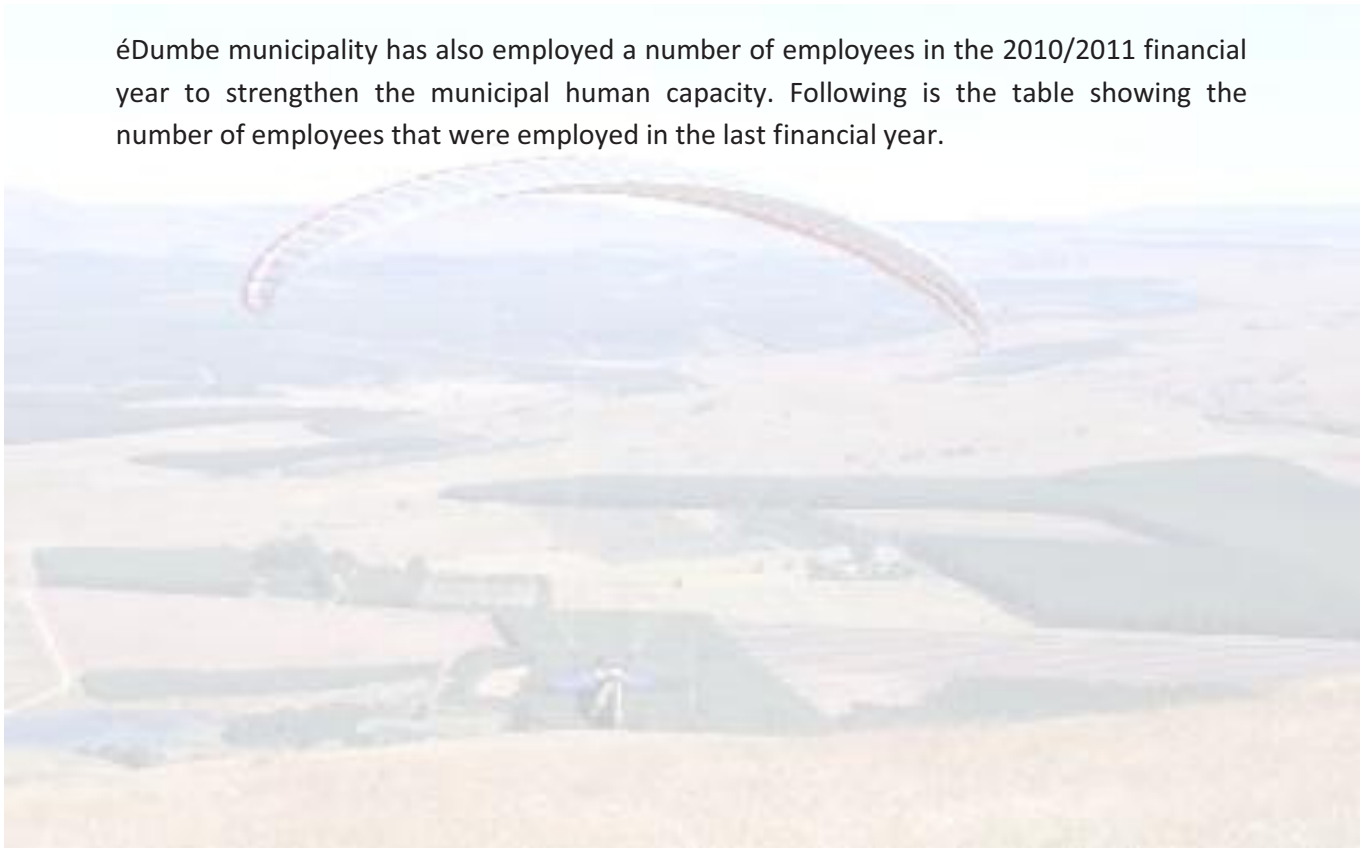 éDumbe municipality has also employed a number of employees in the 2010/2011 financial
year to strengthen the municipal human capacity. Following is the table showing the
number of employees that were employed in the last financial year.